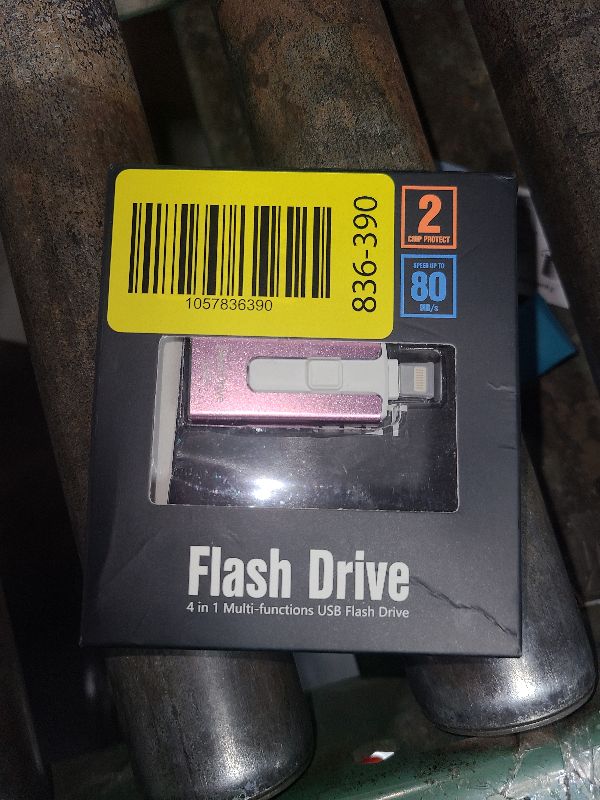 1057836390
836-390
2
CHIP PROTECT
SPEED UP TO
80
MB/s
Flash Drive
4 in 1 Multi-functions USB Flash Drive